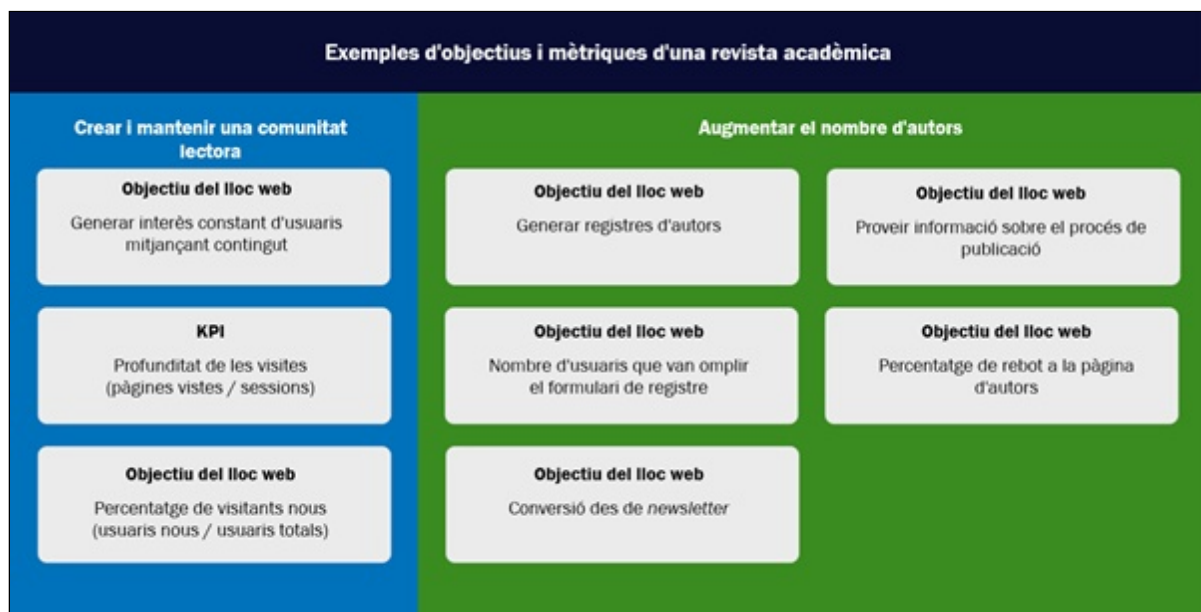 Exemples d'objectius i mètriques d'una revista acadèmica
Crear i mantenir una comunitat
lectora
Objectiu del lloc web
Generar interès constant d'usuaris
mitjançant contingut
KPI
Profunditat de les visites
(pàgines vistes / sessions)
Objectiu del lloc web
Percentatge de visitants nous
(usuaris nous / usuaris totals)
Augmentar el nombre d'autors
Objectiu del lloc web
Generar registres d'autors
Objectiu del lloc web
Proveir informació sobre el procés de
publicació
Objectiu del lloc web
Nombre d'usuaris que van omplir
el formulari de registre
Objectiu del lloc web
Percentatge de rebot a la pàgina
d'autors
Objectiu del lloc web
Conversió des de newsletter